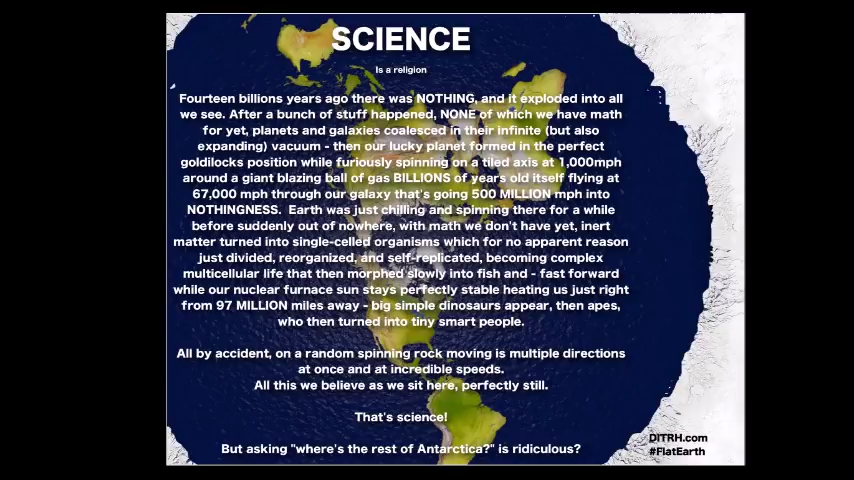 SCIENCE
Is a religion
Fourteen billions years ago there was NOTHING, and it exploded into all
we see. After a bunch of stuff happened, NONE of which we have math
for yet, planets and galaxies coalesced in their infinite (but also
expanding) vacuum - then our lucky planet formed in the perfect
goldilocks position while furiously spinning on a tiled axis at 1,000mph
around a giant blazing ball of gas BILLIONS of years old itself flying at
67,000 mph through our galaxy that's going 500 MILLION mph into
NOTHINGNESS. Earth was just chilling and spinning there for a while
before suddenly out of nowhere, with math we don't have yet, inert
matter turned into single-celled organisms which for no apparent reason
just divided, reorganized, and self-replicated, becoming complex
multicellular life that then morphed slowly into fish and - fast forward
while our nuclear furnace sun stays perfectly stable heating us just right
from 97 MILLION miles away - big simple dinosaurs appear, then apes,
who then turned into tiny smart people.
All by accident, on a random spinning rock moving is multiple directions
at once and at incredible speeds.
All this we believe as we sit here, perfectly still.
That's science!
But asking "where's the rest of Antarctica?" is ridiculous?
DITRH.com
#FlatEarth